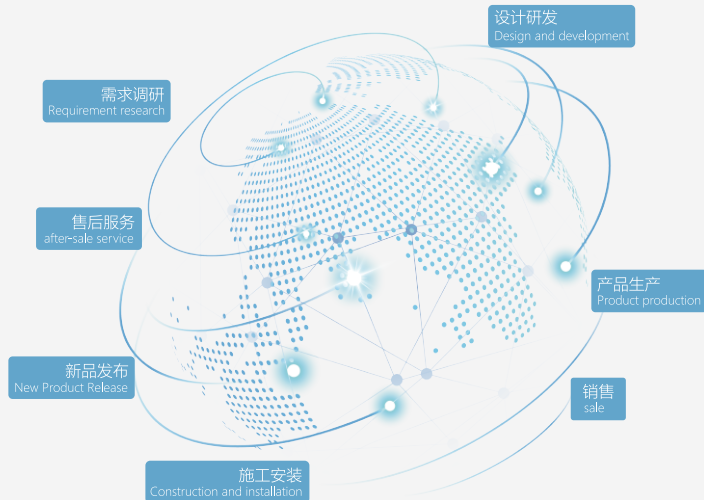 设计研发
Design and development
需求调研
Requirement research
售后服务
after-sale service
产品生产
Product production
新品发布
New Product Release
销售
sale
施工安装
Construction and installation